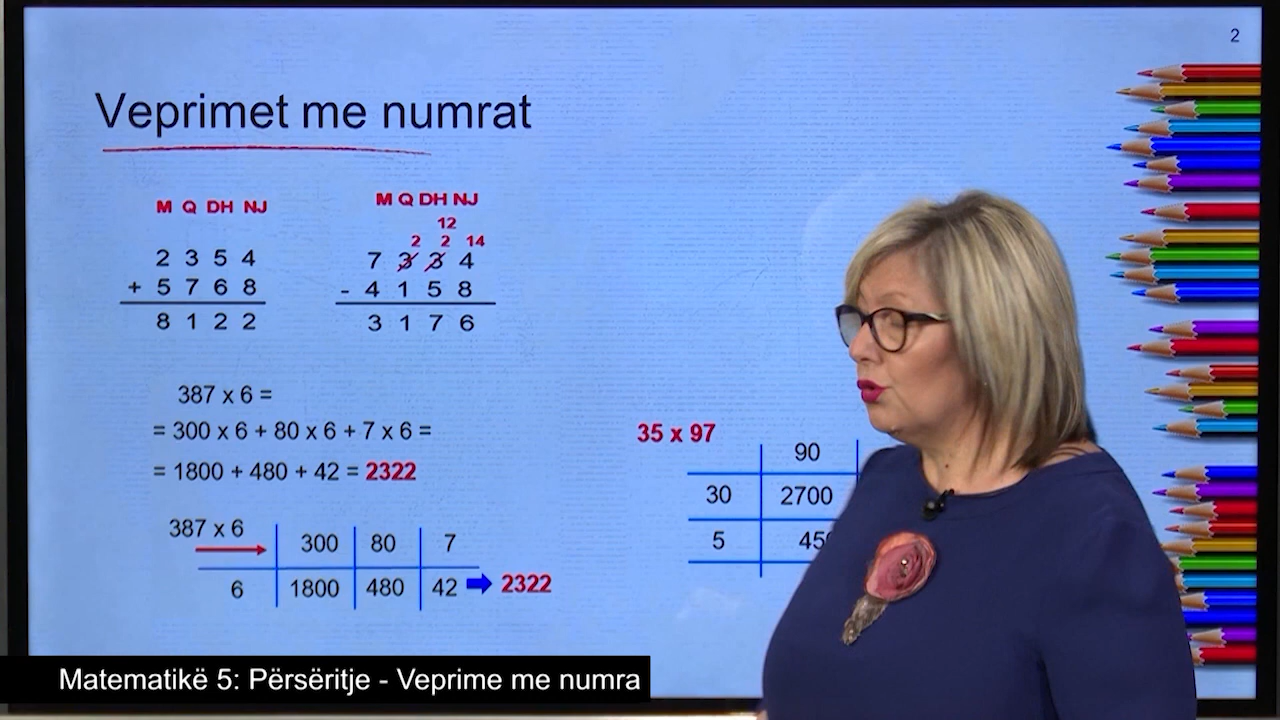 2
Veprimet me numrat
M Q DH NJ
2 3 5 4
+ 5 7 6 8
8 1 2 2
M Q DH NJ
12
2 2 14
7 3 3 4
- 4 1 5 8
3 1 7 6
387 x 6 =
= 300 x 6 + 80 x 6 + 7 x 6 =
= 1800 + 480 + 42 = 2322
387 x 6 300 80 7
6 1800 480 42 2322
35 x 97
90
30 2700
5
Matematikë 5: Përsëritje - Veprime me numra